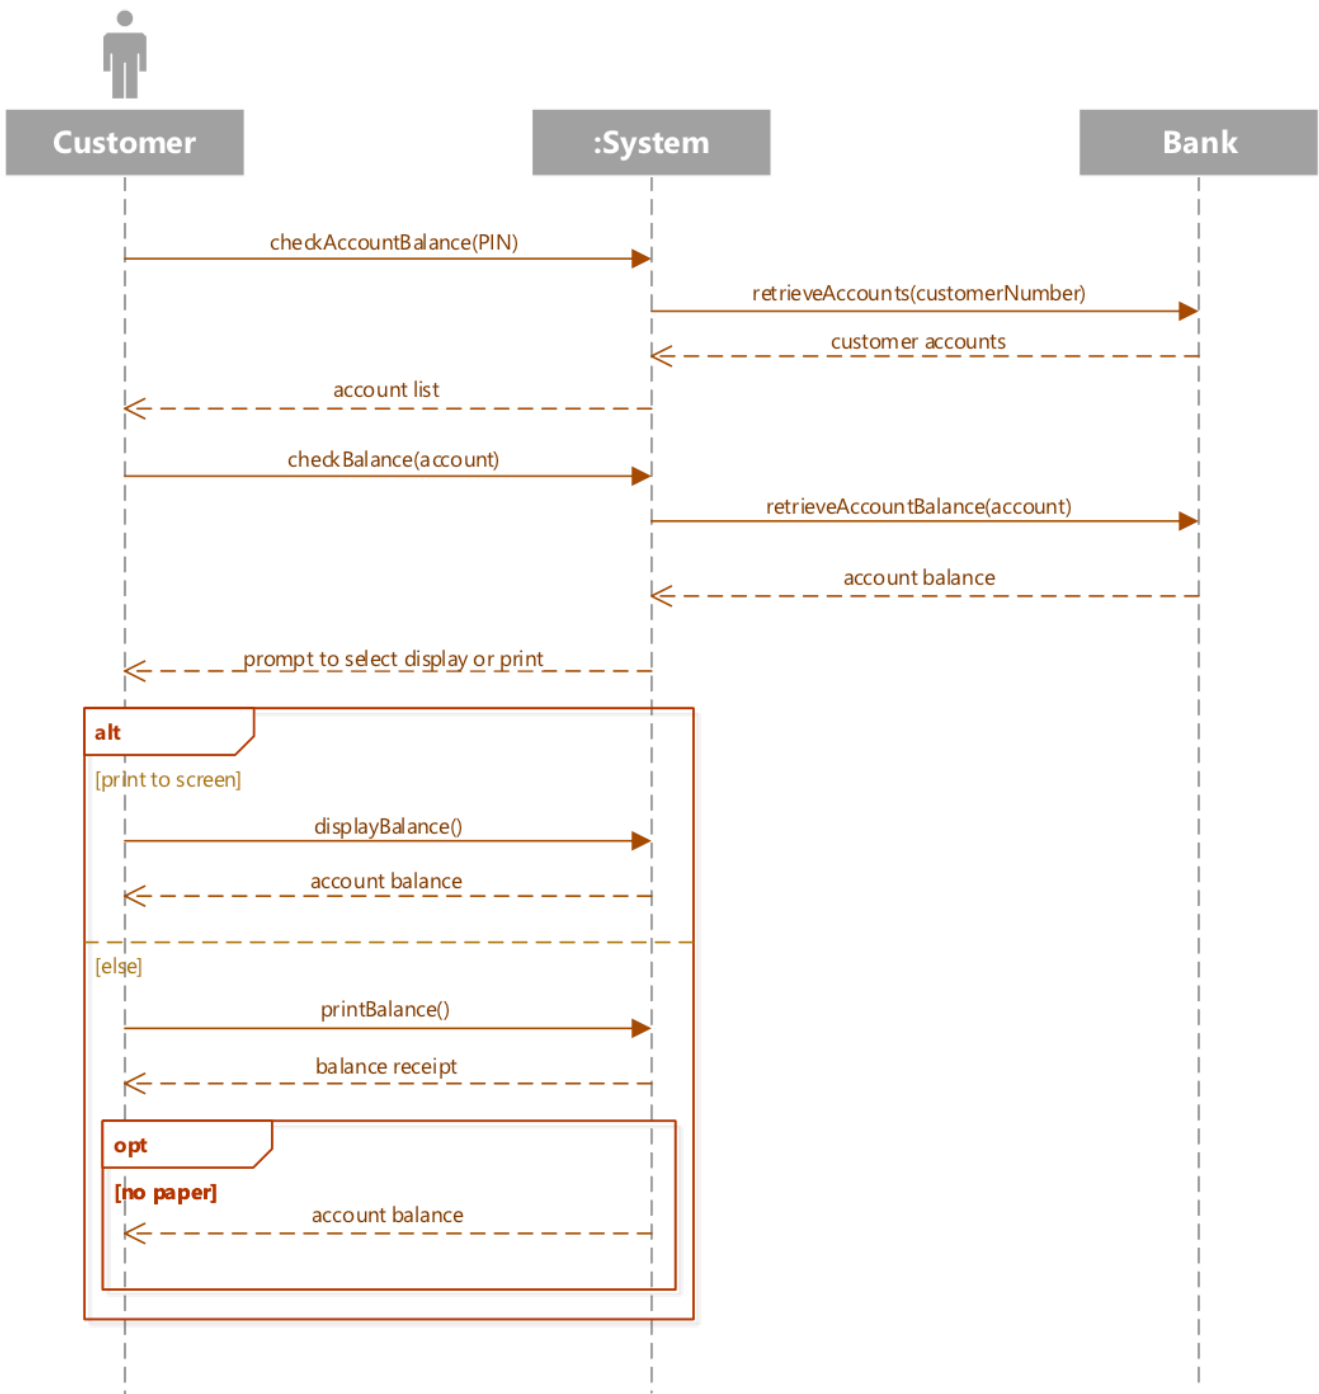 Customer
:System
Bank
checkAccountBalance(PIN)
retrieveAccounts(customerNumber)
customer accounts
account list
checkBalance(account)
retrieveAccountBalance(account)
account balance
prompt to select display or print
alt
[print to screen]
displayBalance()
account balance
[else]
printBalance()
balance receipt
opt
[no paper]
account balance